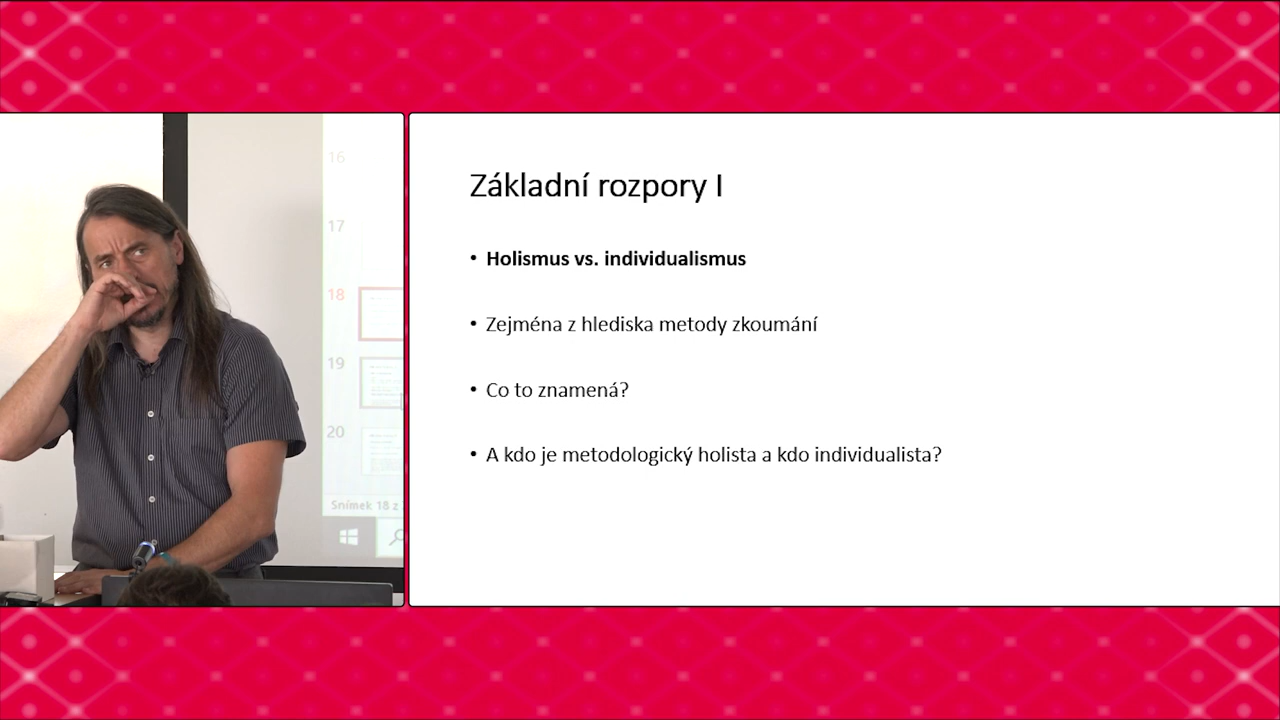 16
17
18
19
20
Snímek 18 z
Základní rozpory I
• Holismus vs. individualismus
• Zejména z hlediska metody zkoumání
• Co to znamená?
• A kdo je metodologický holista a kdo individualista?